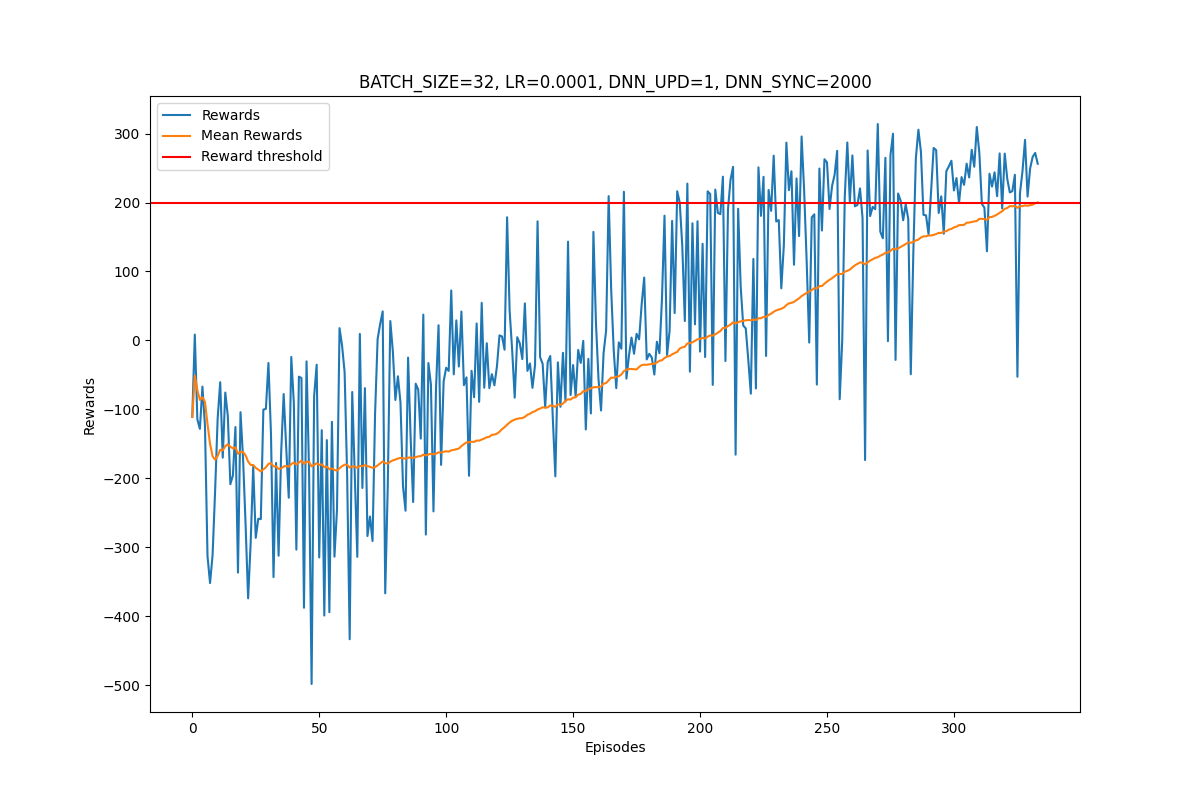 BATCH_SIZE=32, LR=0.0001, DNN_UPD=1, DNN_SYNC=2000
Rewards
Mean Rewards
Reward threshold
300
200
100
0
−100
−200
−300
−400
−500
Rewards
0 50 100 150 200 250 300
Episodes